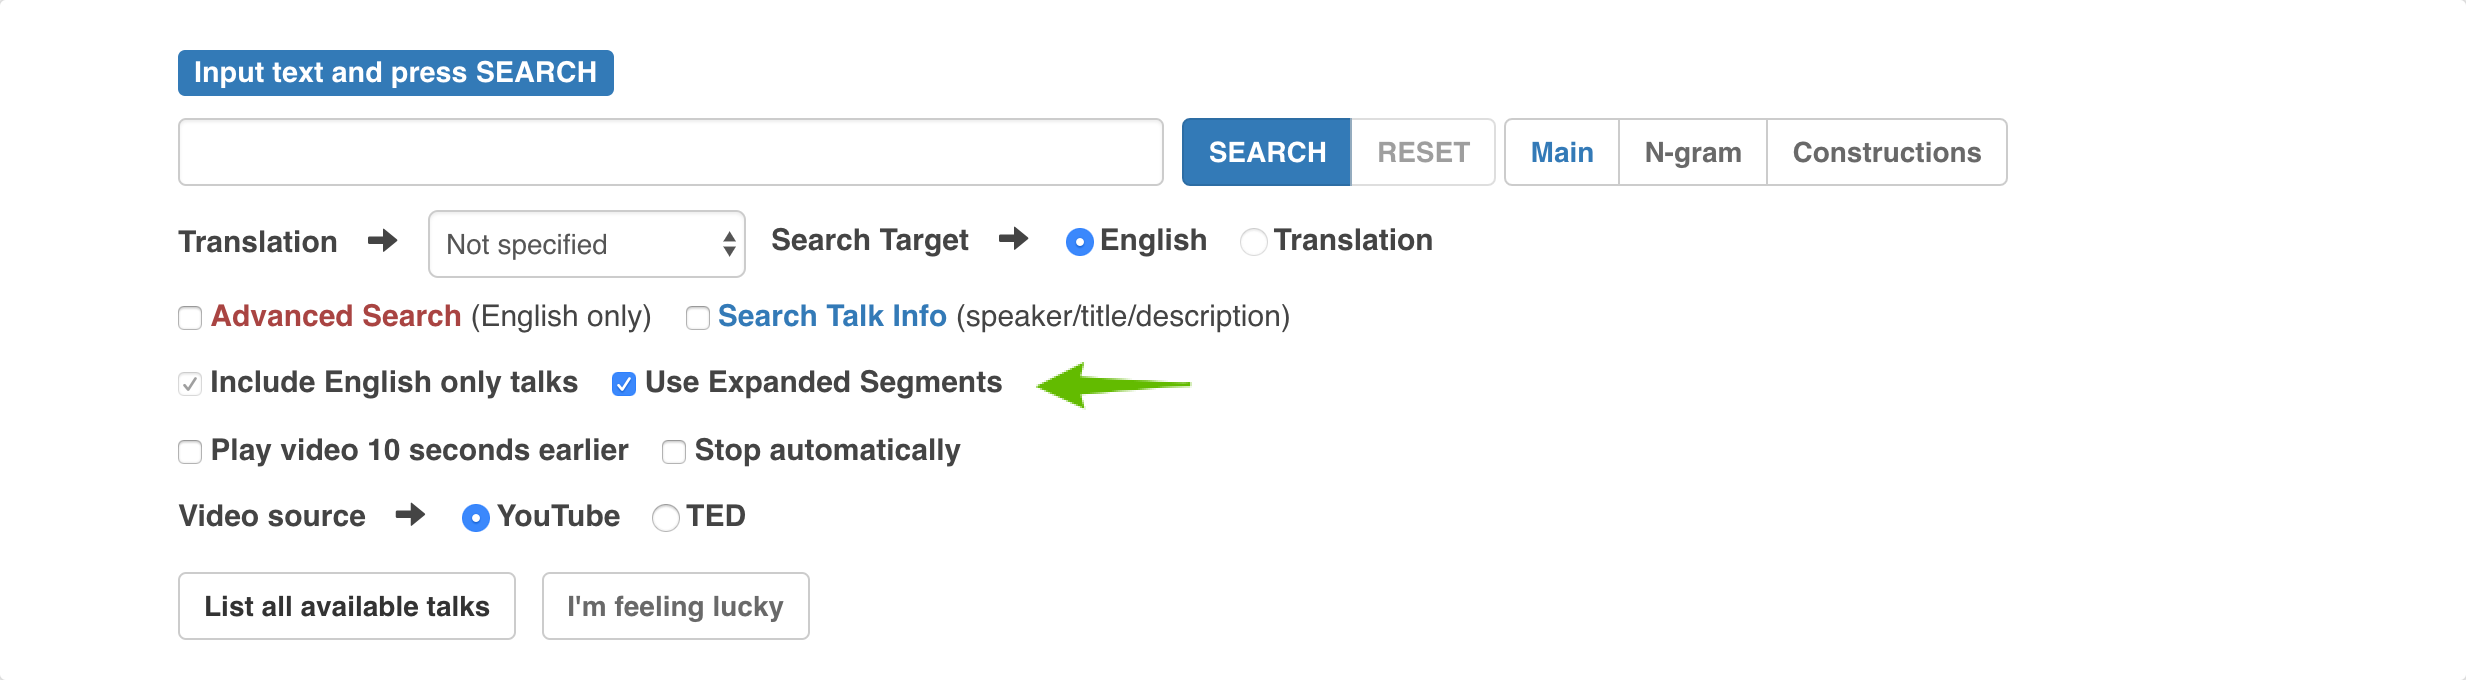 Input text and press SEARCH
SEARCH RESET Main N-gram Constructions
Translation Not specified Search Target English Translation
Advanced Search (English only) Search Talk Info (speaker/title/description)
Include English only talks Use Expanded Segments
Play video 10 seconds earlier Stop automatically
Video source YouTube TED
List all available talks I'm feeling lucky